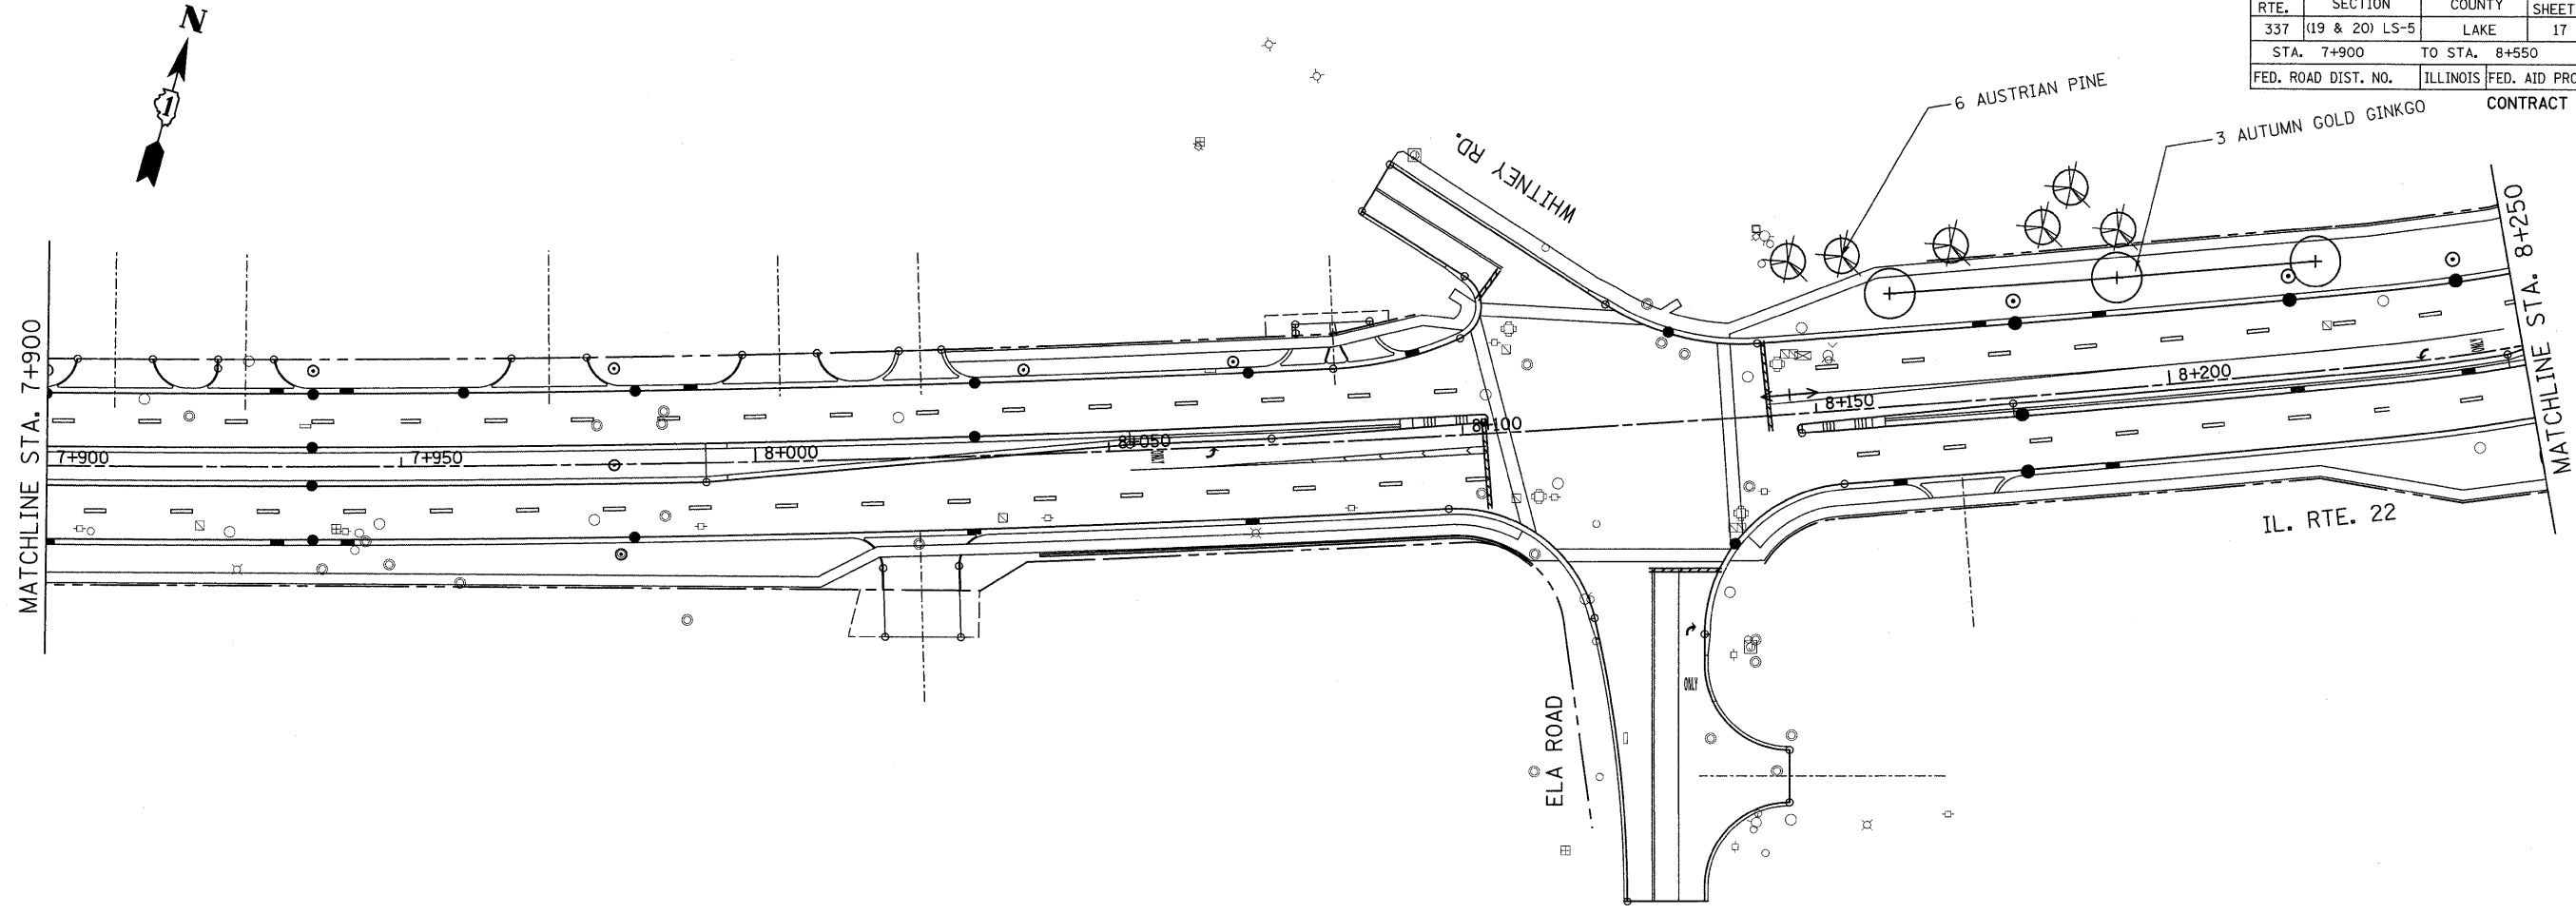 N
1
RTE. SECTION COUNTY SHEET
337 (19 & 20) LS-5 LAKE 17
STA. 7+900 TO STA. 8+550
FED. ROAD DIST. NO. ILLINOIS FED. AID
CONTRACT
6 AUSTRIAN PINE
3 AUTUMN GOLD GINKGO
WHITNEY RD.
MATCHLINE STA. 7+900
MATCHLINE STA. 8+250
7+900
7+950
8+000
8+050
8+100
8+150
8+200
ONLY
ONLY
ONLY
IL. RTE. 22
ELA ROAD